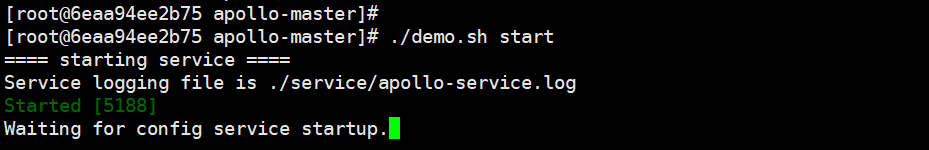 [root@6eaa94ee2b75 apollo-master]#
[root@6eaa94ee2b75 apollo-master]# ./demo.sh start
==== starting service ====
Service logging file is ./service/apollo-service.log
Started [5188]
Waiting for config service startup.